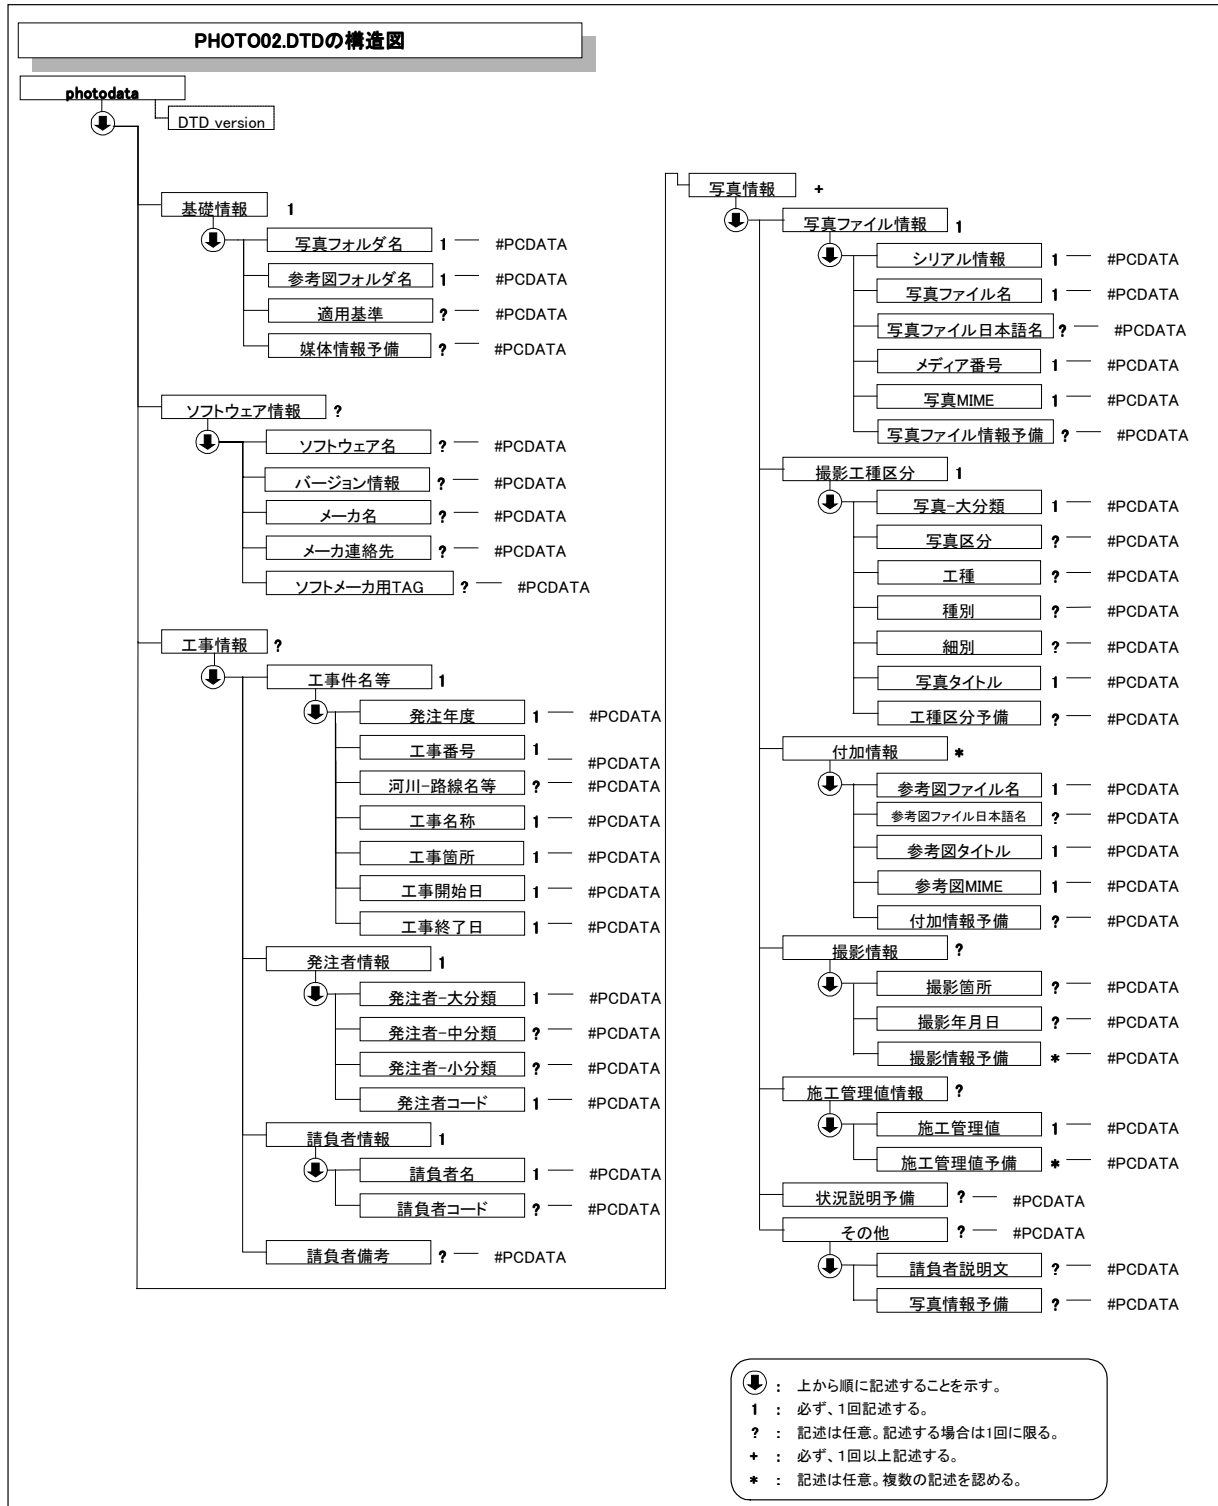 PHOTO02.DTDの構造図
photodata
DTD version
基礎情報 1
写真フォルダ名 1 #PCDATA
参考図フォルダ名 1 #PCDATA
適用基準 ? #PCDATA
媒体情報予備 ? #PCDATA
ソフトウェア情報 ?
ソフトウェア名 ? #PCDATA
バージョン情報 ? #PCDATA
メーカ名 ? #PCDATA
メーカ連絡先 ? #PCDATA
ソフトメーカ用TAG ? #PCDATA
工事情報 ?
工事件名等 1
発注年度 1 #PCDATA
工事番号 1 #PCDATA
河川-路線名等 ? #PCDATA
工事名称 1 #PCDATA
工事箇所 1 #PCDATA
工事開始日 1 #PCDATA
工事終了日 1 #PCDATA
発注者情報 1
発注者-大分類 1 #PCDATA
発注者-中分類 ? #PCDATA
発注者-小分類 ? #PCDATA
発注者コード 1 #PCDATA
請負者情報 1
請負者名 1 #PCDATA
請負者コード ? #PCDATA
請負者備考 ? #PCDATA
写真情報 +
写真ファイル情報 1
シリアル情報 1 #PCDATA
写真ファイル名 1 #PCDATA
写真ファイル日本語名 ? #PCDATA
メディア番号 1 #PCDATA
写真MIME 1 #PCDATA
写真ファイル情報予備 ? #PCDATA
撮影工種区分 1
写真-大分類 1 #PCDATA
写真区分 ? #PCDATA
工種 ? #PCDATA
種別 ? #PCDATA
細別 ? #PCDATA
写真タイトル 1 #PCDATA
工種区分予備 ? #PCDATA
付加情報 *
参考図ファイル名 1 #PCDATA
参考図ファイル日本語名 ? #PCDATA
参考図タイトル 1 #PCDATA
参考図MIME 1 #PCDATA
付加情報予備 ? #PCDATA
撮影情報 ?
撮影箇所 ? #PCDATA
撮影年月日 ? #PCDATA
撮影情報予備 * #PCDATA
施工管理値情報 ?
施工管理値 1 #PCDATA
施工管理値予備 * #PCDATA
状況説明予備 ? #PCDATA
その他 ? #PCDATA
請負者説明文 ? #PCDATA
写真情報予備 ? #PCDATA
: 上から順に記述することを示す。
1 : 必ず、1回記述する。
? : 記述は任意。記述する場合は1回に限る。
+ : 必ず、1回以上記述する。
* : 記述は任意。複数の記述を認める。